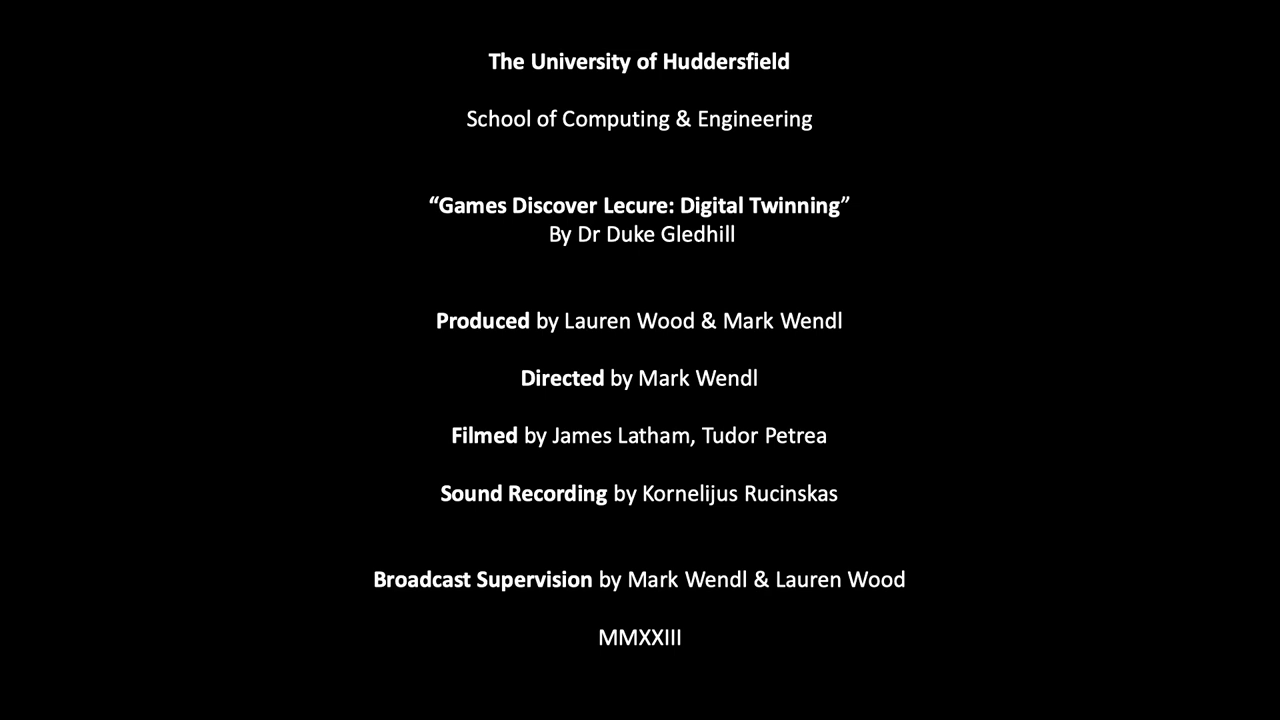 The University of Huddersfield
School of Computing & Engineering
“Games Discover Lecure: Digital Twinning”
By Dr Duke Gledhill
Produced by Lauren Wood & Mark Wendl
Directed by Mark Wendl
Filmed by James Latham, Tudor Petrea
Sound Recording by Kornelijus Rucinskas
Broadcast Supervision by Mark Wendl & Lauren Wood
MMXXIII